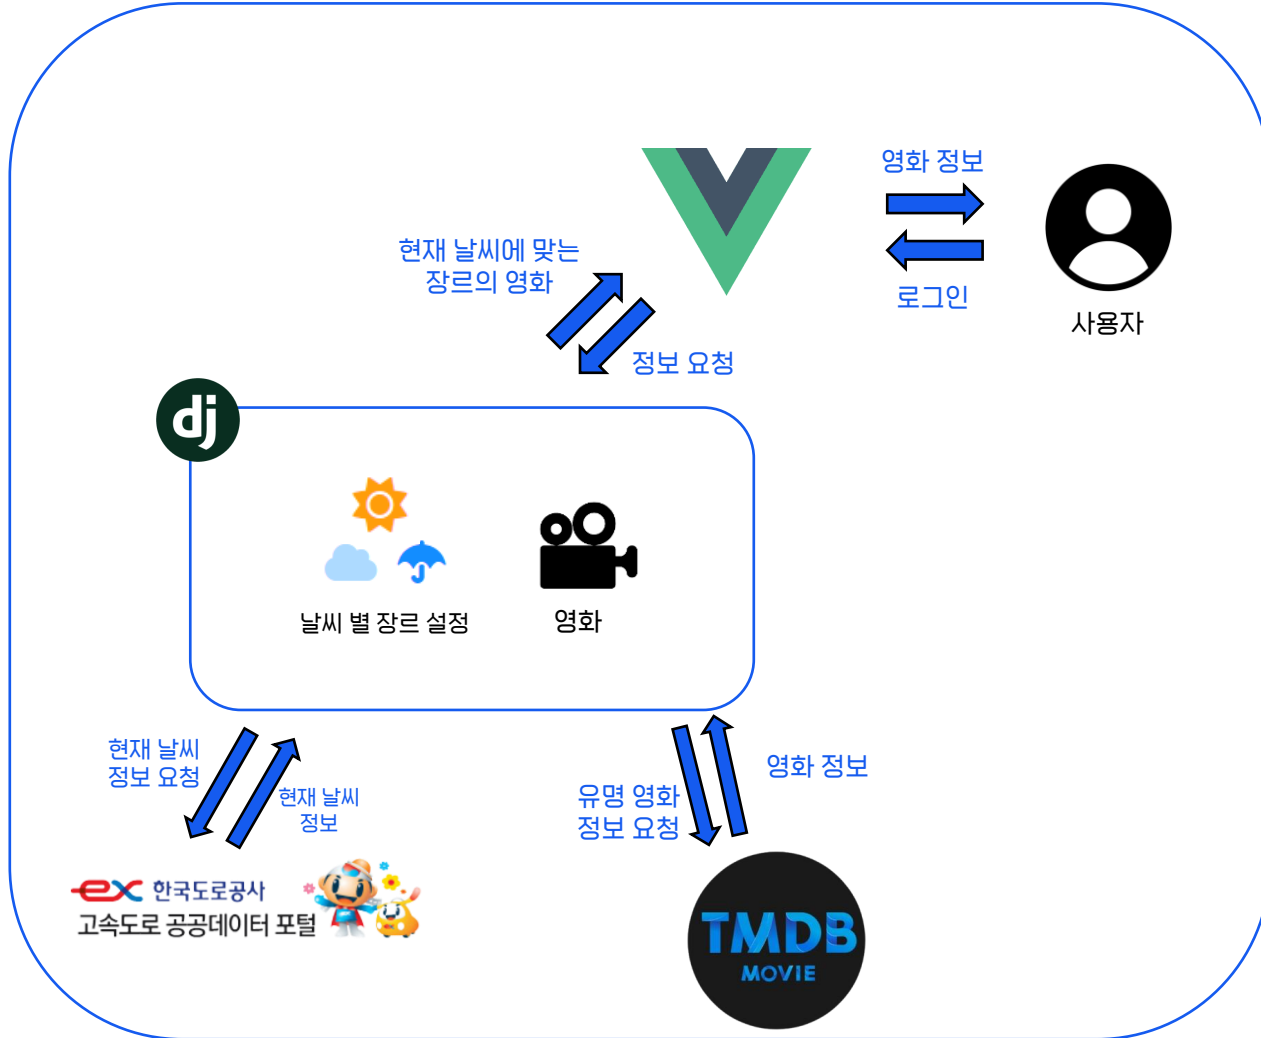 영화 정보
로그인
사용자
현재 날씨에 맞는
장르의 영화
정보 요청
dj
날씨 별 장르 설정
영화
현재 날씨
정보 요청
현재 날씨
정보
유명 영화
정보 요청
영화 정보
ex 한국도로공사
고속도로 공공데이터 포털
TMDB
MOVIE